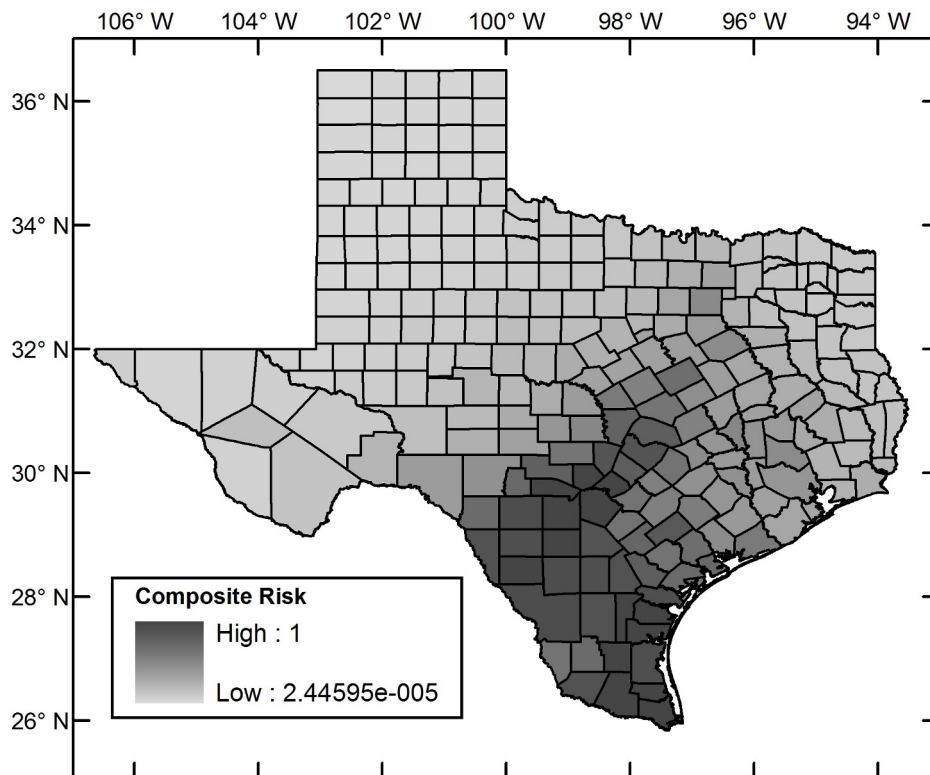 106° W 104° W 102° W 100° W 98° W 96° W 94° W
36° N
34° N
32° N
30° N
28° N
26° N
Composite Risk
High : 1
Low : 2.44595e-005